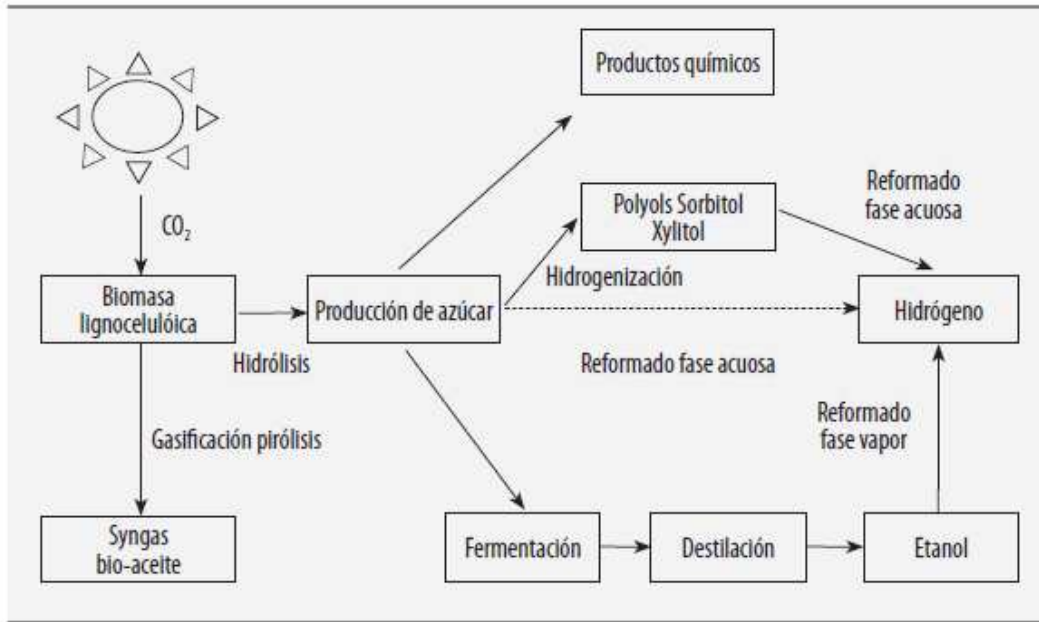 Productos químicos
CO₂
Polyols Sorbitol
Xylitol
Reformado
fase acuosa
Hidrogenización
Biomasa
lignocelulóica
Hidrólisis
Producción de azúcar
Reformado fase acuosa
Hidrógeno
Gasificación pirólisis
Reformado
fase vapor
Syngas
bio-aceite
Fermentación
Destilación
Etanol